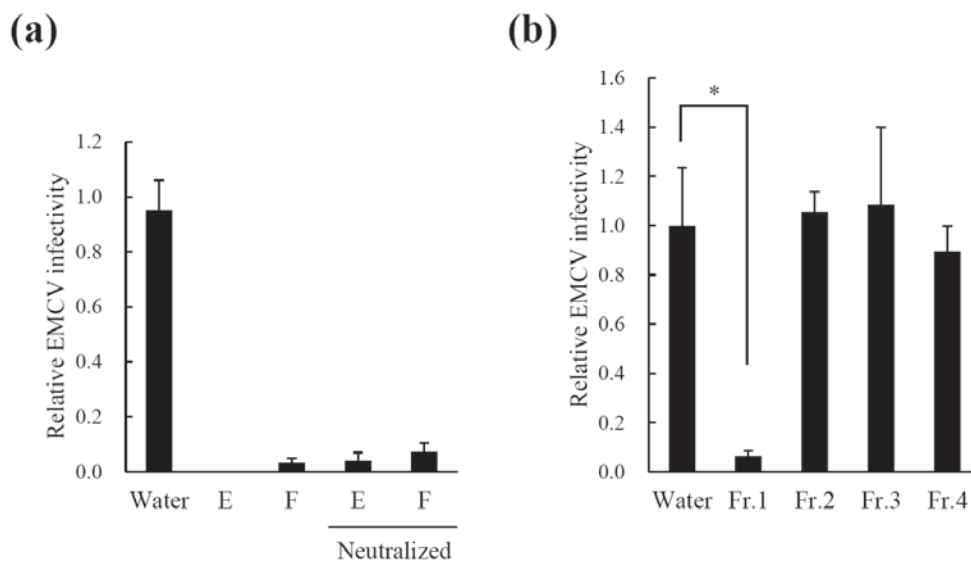 (a)
Relative EMCV infectivity
1.2
1.0
0.8
0.6
0.4
0.2
0.0
Water E F E F
Neutralized
(b)
Relative EMCV infectivity
1.6
1.4
1.2
1.0
0.8
0.6
0.4
0.2
0.0
*
Water Fr.1 Fr.2 Fr.3 Fr.4